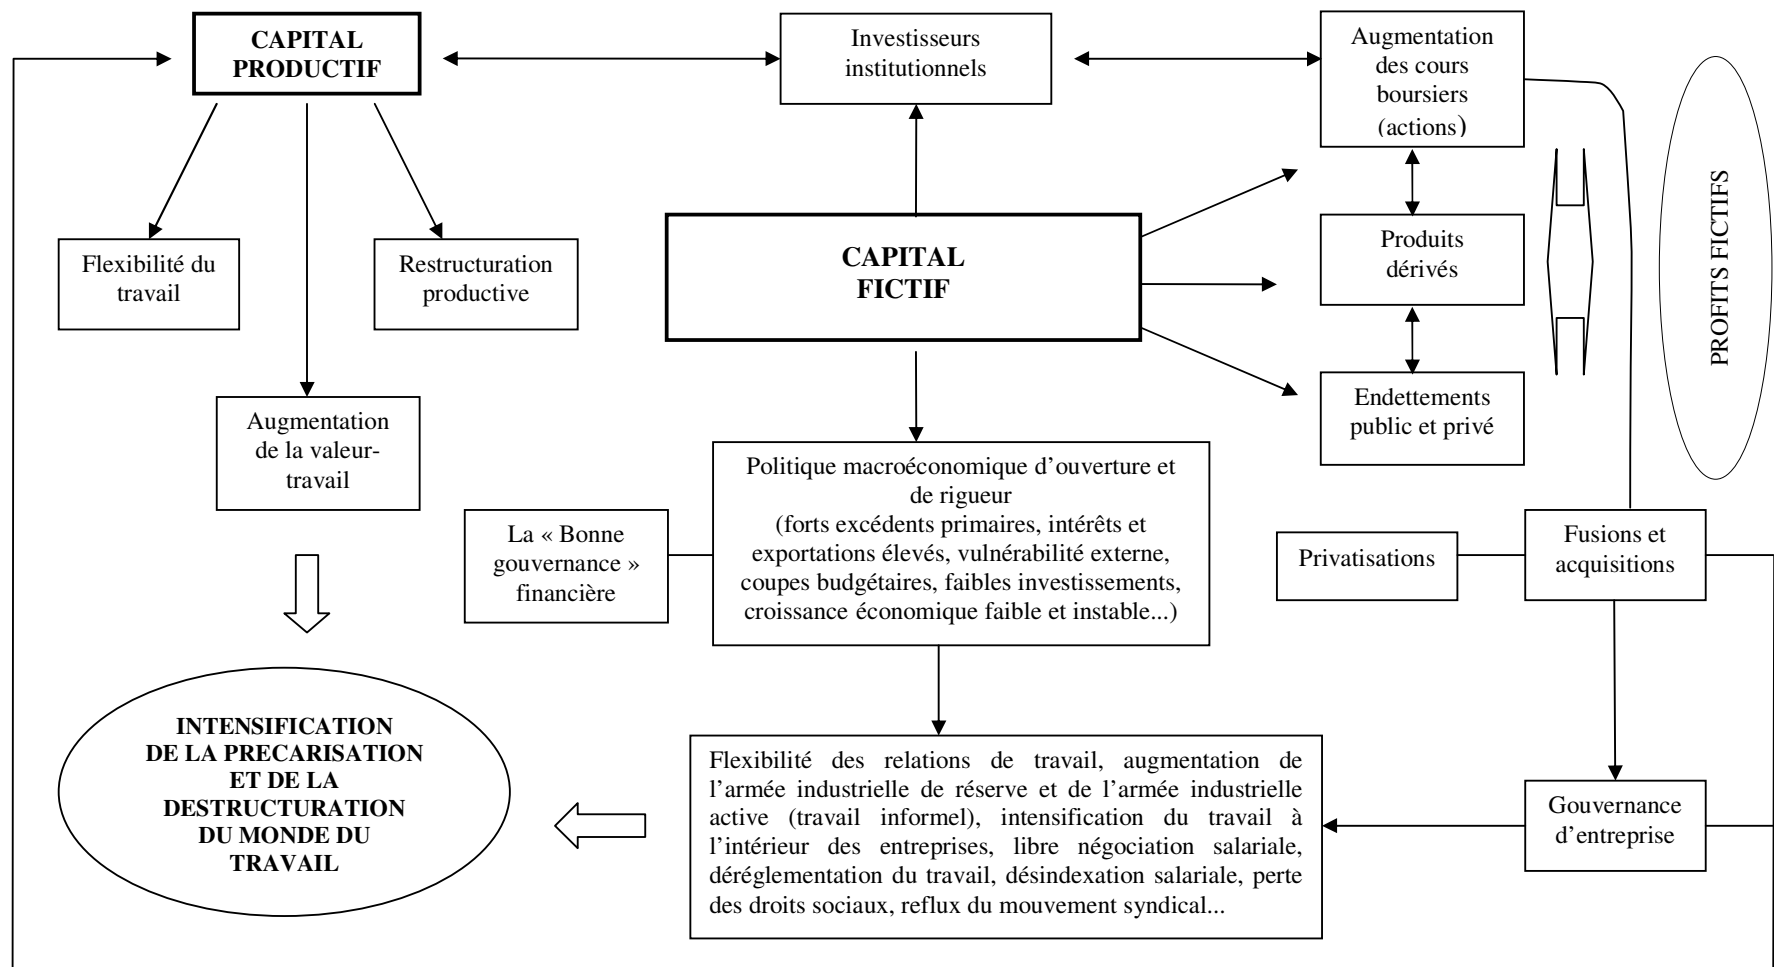 CAPITAL
PRODUCTIF
Investisseurs
institutionnels
Augmentation
des cours
boursiers
(actions)
PROFITS FICTIFS
Flexibilité du
travail
Restructuration
productive
CAPITAL
FICTIF
Produits
dérivés
Augmentation
de la valeur-
travail
Endettements
public et privé
La « Bonne
gouvernance »
financière
Politique macroéconomique d’ouverture et
de rigueur
(forts excédents primaires, intérêts et
exportations élevés, vulnérabilité externe,
coupes budgétaires, faibles investissements,
croissance économique faible et instable...)
Privatisations
Fusions et
acquisitions
INTENSIFICATION
DE LA PRECARISATION
ET DE LA
DESTRUCTURATION
DU MONDE DU
TRAVAIL
Flexibilité des relations de travail, augmentation de
l’armée industrielle de réserve et de l’armée industrielle
active (travail informel), intensification du travail à
l’intérieur des entreprises, libre négociation salariale,
déréglementation du travail, désindexation salariale, perte
des droits sociaux, reflux du mouvement syndical...
Gouvernance
d’entreprise